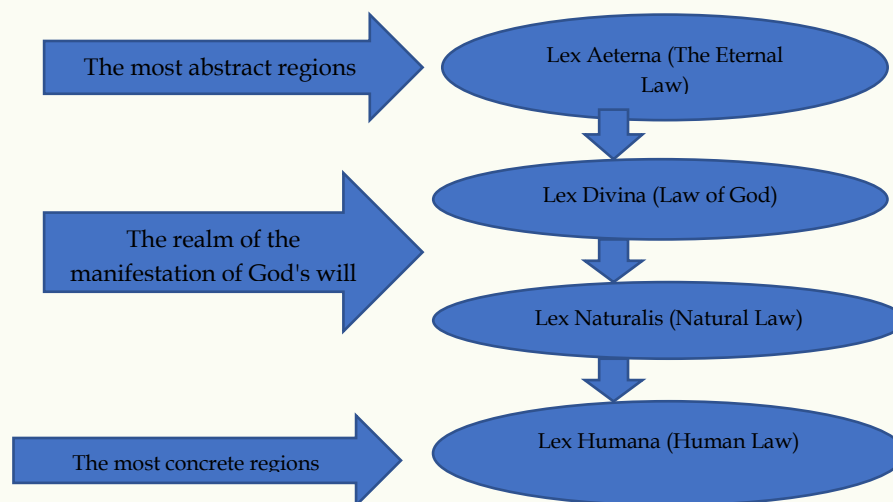 The most abstract regions
Lex Aeterna (The Eternal
Law)
Lex Divina (Law of God)
The realm of the
manifestation of God's will
Lex Naturalis (Natural Law)
Lex Humana (Human Law)
The most concrete regions